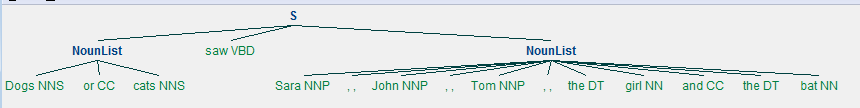 S
NounList saw VBD NounList
Dogs NNS or CC cats NNS Sara NNP , , John NNP , , Tom NNP , , the DT girl NN and CC the DT bat NN